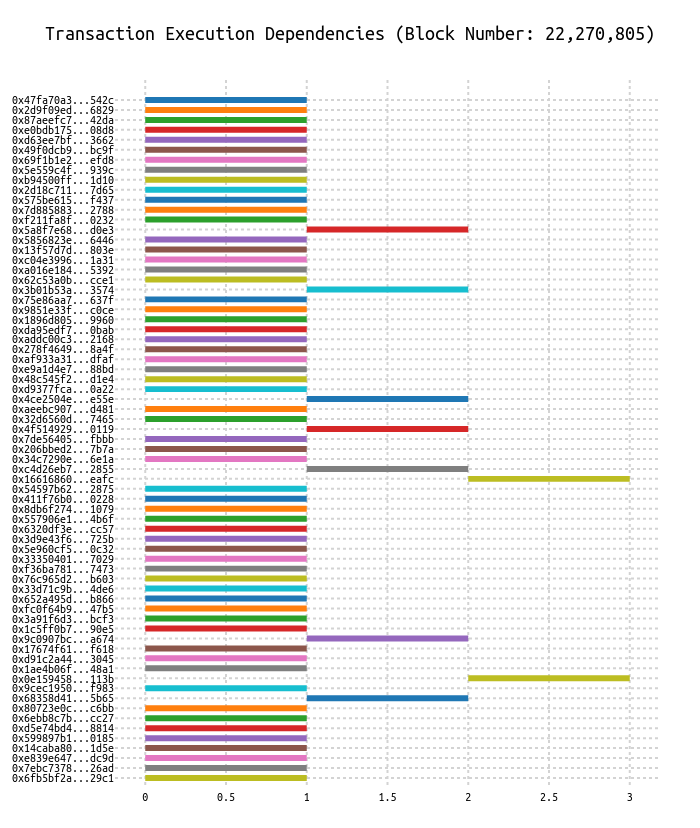 Transaction Execution Dependencies (Block Number: 22,270,805)
0x47fa70a3...542c
0x2d9f09ed...6829
0x87aeefc7...42da
0xe0bdb175...08d8
0xd63ee7bf...3662
0x49f0dcb9...bc9f
0x69f1b1e2...efd8
0x5e559c4f...939c
0xb94500ff...1d10
0x2d18c711...7d65
0x575be615...f437
0x7d885883...2788
0xf211fa8f...0232
0x5a8f7e68...d0e3
0x5856823e...6446
0x13f57d7d...803e
0xc04e3996...1a31
0xa016e184...5392
0x62c53a0b...cce1
0x3b01b53a...3574
0x75e86aa7...637f
0x9851e33f...c0ce
0x1896d805...9960
0xda95edf7...0bab
0xaddc00c3...2168
0x278f4649...8a4f
0xaf933a31...dfaf
0xe9a1d4e7...88bd
0x48c545f2...d1e4
0xd9377fca...0a22
0x4ce2504e...e55e
0xaeebc907...d481
0x32d6560d...7465
0x4f514929...0119
0x7de56405...fbbb
0x206bbed2...7b7a
0x34c7290e...6e1a
0xc4d26eb7...2855
0x16616860...eafc
0x54597b62...2875
0x411f76b0...0228
0x8db6f274...1079
0x557906e1...4b6f
0x6320df3e...cc57
0x3d9e43f6...725b
0x5e960cf5...0c32
0x33350401...7029
0xf36ba781...7473
0x76c965d2...b603
0x33d71c9b...4de6
0x652a495d...b866
0xfc0f64b9...47b5
0x3a91f6d3...bcf3
0x1c5ff0b7...90e5
0x9c0907bc...a674
0x17674f61...f618
0xd91c2a44...3045
0x1ae4b06f...48a1
0x0e159458...113b
0x9cec1950...f983
0x68358d41...5b65
0x80723e0c...c6bb
0x6ebb8c7b...cc27
0xd5e74bd4...8814
0x599897b1...0185
0x14caba80...1d5e
0xe839e647...dc9d
0x7ebc7378...26ad
0x6fb5bf2a...29c1
0 0.5 1 1.5 2 2.5 3